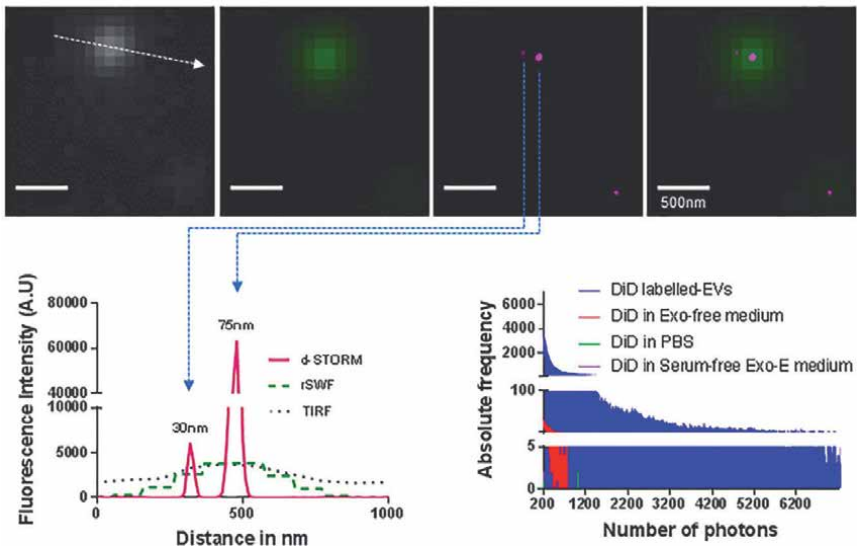 500nm
Fluorescence Intensity (A.U)
80000
60000
40000
10000
5000
0
75nm
30nm
d-STORM
rSWF
TIRF
0
500
1000
Distance in nm
Absolute frequency
6000
4000
2000
100
5
0
DiD labelled-EVs
DiD in Exo-free medium
DiD in PBS
DiD in Serum-free Exo-E medium
200
1200
2200
3200
4200
5200
6200
Number of photons